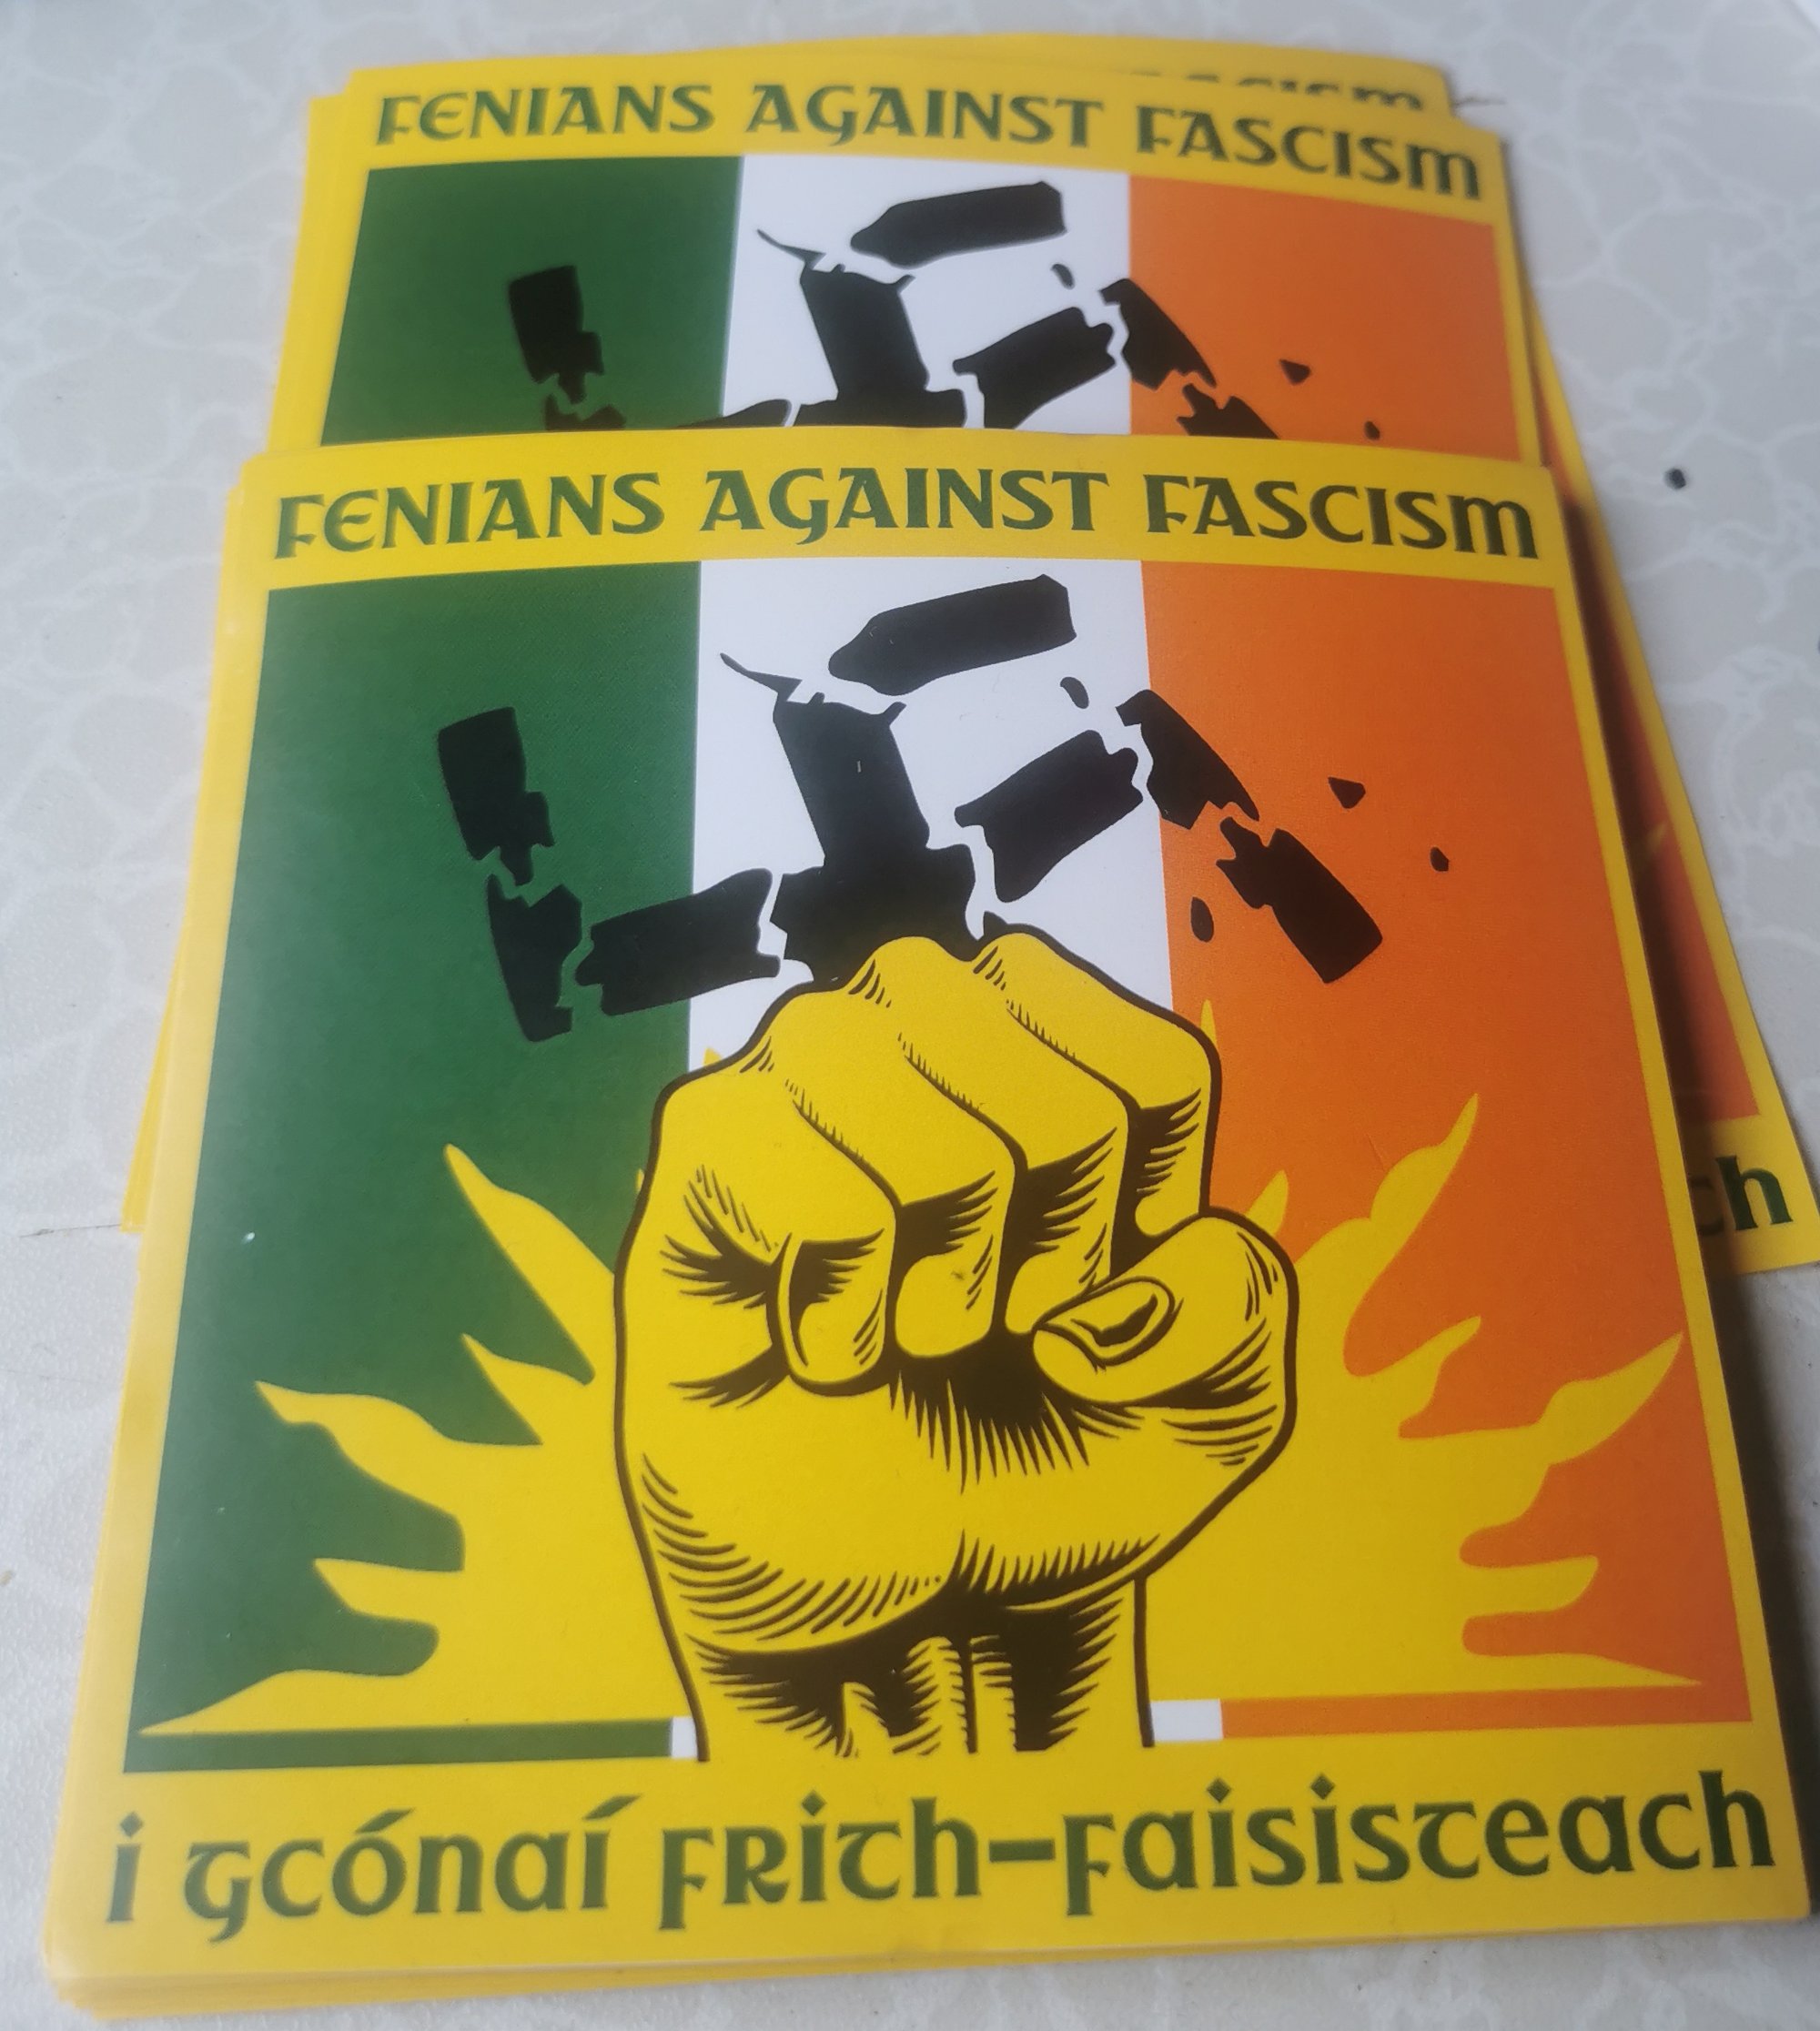 FENIANS AGAINST FASCISM
FENIANS AGAINST FASCISM
i gcónaí frith-faisisteach